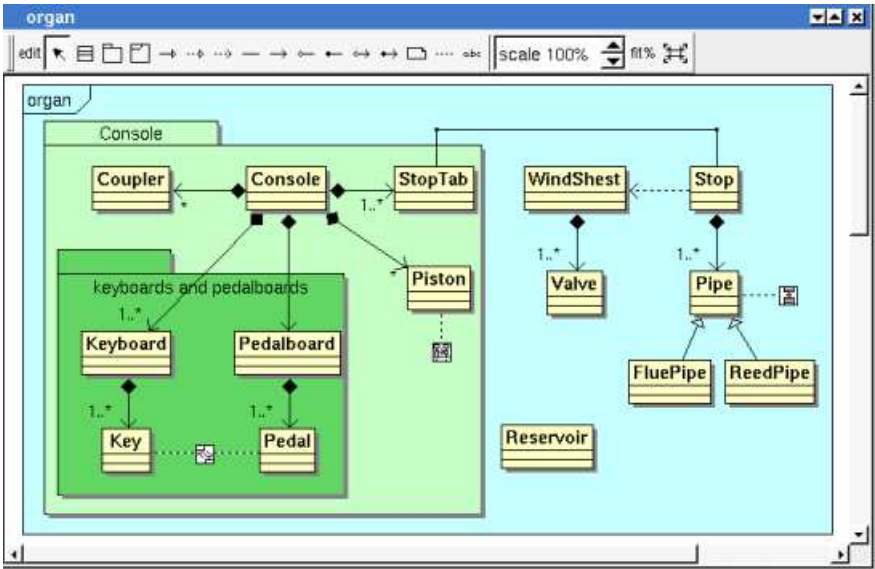 organ
edit
abc
scale 100%
fit%
organ
Console
Coupler
Console
StopTab
WindShest
Stop
*
1..*
1..*
1..*
keyboards and pedalboards
*
Piston
Valve
Pipe
1..*
Keyboard
Pedalboard
FluePipe
ReedPipe
1..*
1..*
Key
Pedal
Reservoir